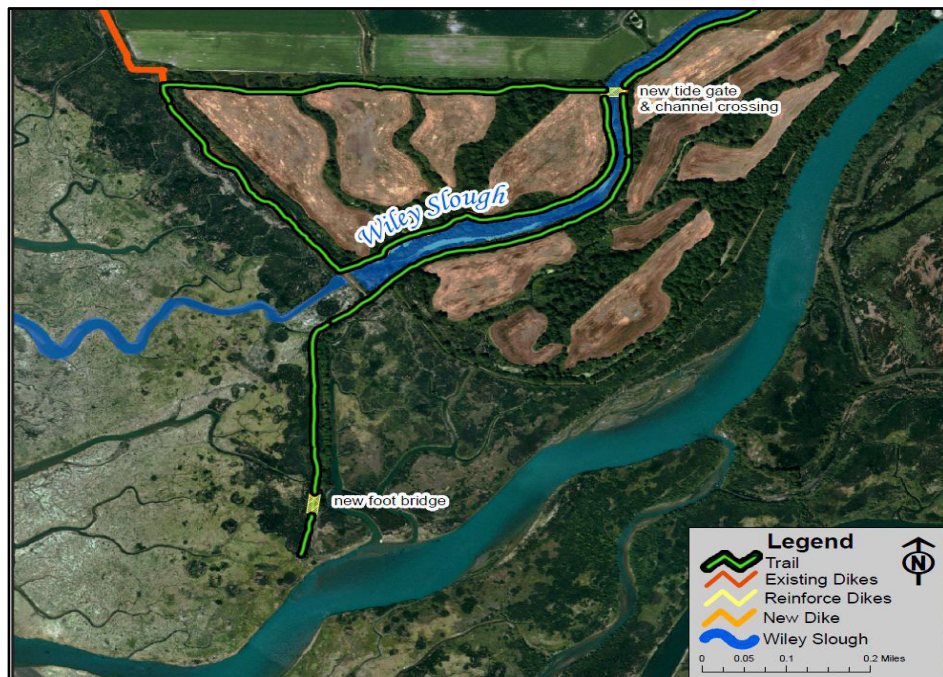 new tide gate
& channel crossing
Wiley Slough
new foot bridge
Legend
Trail
Existing Dikes
Reinforce Dikes
New Dike
Wiley Slough
N
0 0.05 0.1 0.2 Miles